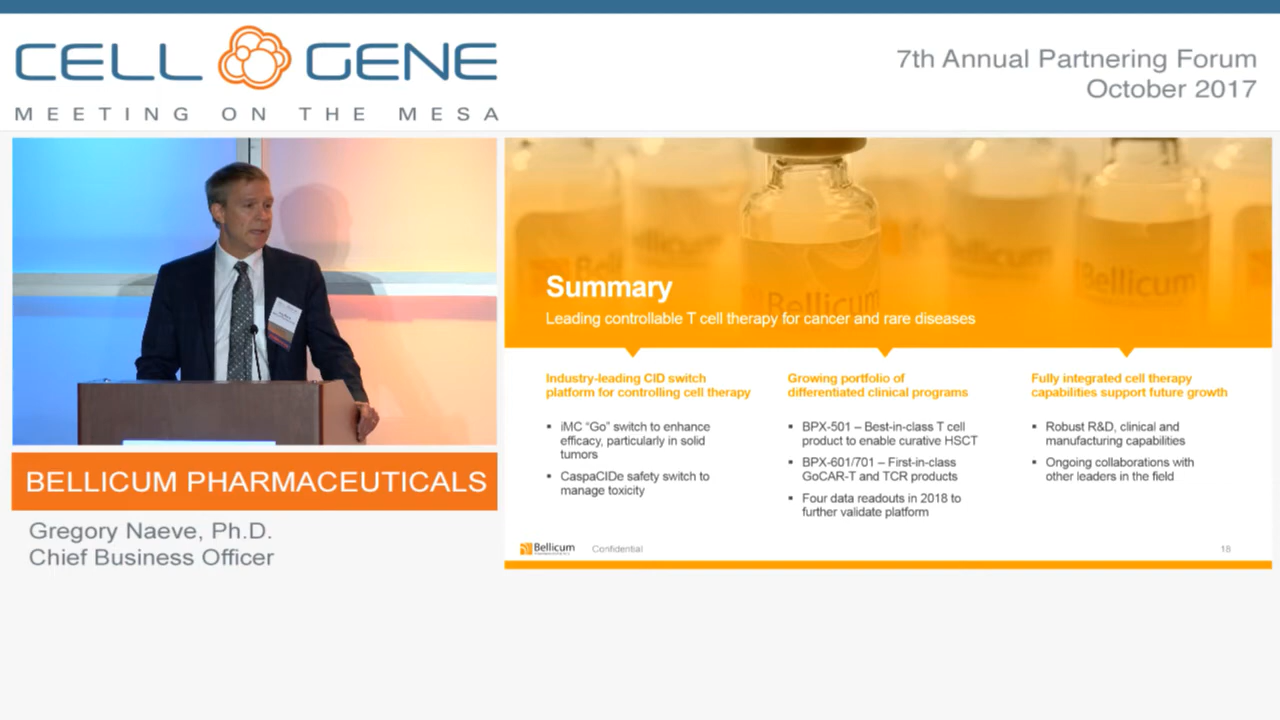 CELL GENE
MEETING ON THE MESA
7th Annual Partnering Forum
October 2017
Bellicum
Bellicum
Summary
Leading controllable T cell therapy for cancer and rare diseases
Industry-leading CID switch
platform for controlling cell therapy
▪ iMC “Go” switch to enhance
efficacy, particularly in solid
tumors
▪ CaspaCIDe safety switch to
manage toxicity
Growing portfolio of
differentiated clinical programs
▪ BPX-501 – Best-in-class T cell
product to enable curative HSCT
▪ BPX-601/701 – First-in-class
GoCAR-T and TCR products
▪ Four data readouts in 2018 to
further validate platform
Fully integrated cell therapy
capabilities support future growth
▪ Robust R&D, clinical and
manufacturing capabilities
▪ Ongoing collaborations with
other leaders in the field
Bellicum
Confidential
18
BELLICUM PHARMACEUTICALS
Gregory Naeve, Ph.D.
Chief Business Officer